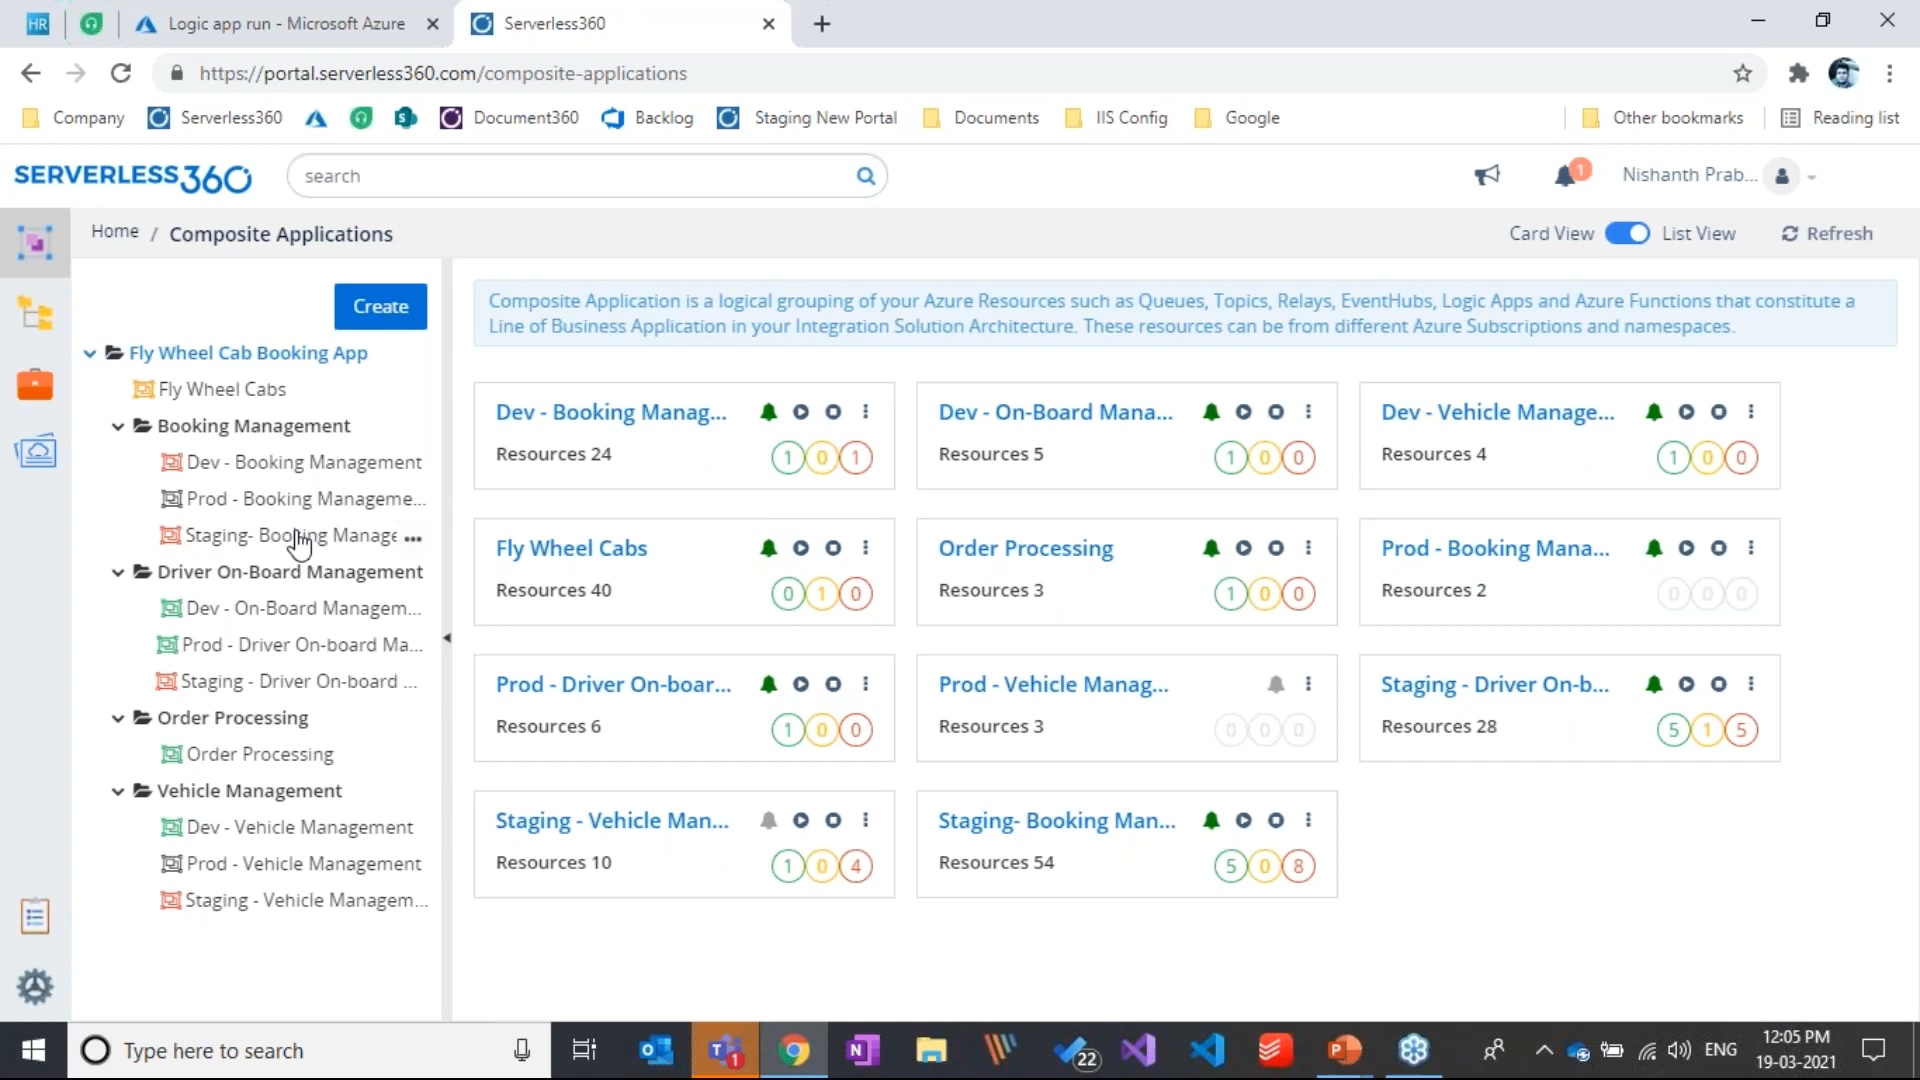 HR
Logic app run - Microsoft Azure
Serverless360
https://portal.serverless360.com/composite-applications
Company
Serverless360
S
Document360
Backlog
Staging New Portal
Documents
IIS Config
Google
Other bookmarks
Reading list
SERVERLESS360
search
1
Nishanth Prab...
Home / Composite Applications
Card View
List View
Refresh
Create
Fly Wheel Cab Booking App
Fly Wheel Cabs
Booking Management
Dev - Booking Management
Prod - Booking Manageme...
Staging- Booking Manage
Driver On-Board Management
Dev - On-Board Managem...
Prod - Driver On-board Ma...
Staging - Driver On-board ...
Order Processing
Order Processing
Vehicle Management
Dev - Vehicle Management
Prod - Vehicle Management
Staging - Vehicle Managem...
Composite Application is a logical grouping of your Azure Resources such as Queues, Topics, Relays, EventHubs, Logic Apps and Azure Functions that constitute a
Line of Business Application in your Integration Solution Architecture. These resources can be from different Azure Subscriptions and namespaces.
Dev - Booking Manag...
Resources 24
1 0 1
Dev - On-Board Mana...
Resources 5
1 0 0
Dev - Vehicle Manage...
Resources 4
1 0 0
Fly Wheel Cabs
Resources 40
0 1 0
Order Processing
Resources 3
1 0 0
Prod - Booking Mana...
Resources 2
0 0 0
Prod - Driver On-boar...
Resources 6
1 0 0
Prod - Vehicle Manag...
Resources 3
0 0 0
Staging - Driver On-b...
Resources 28
5 1 5
Staging - Vehicle Man...
Resources 10
1 0 4
Staging- Booking Man...
Resources 54
5 0 8
Type here to search
O
T
1
N
22
P
ENG
12:05 PM
19-03-2021